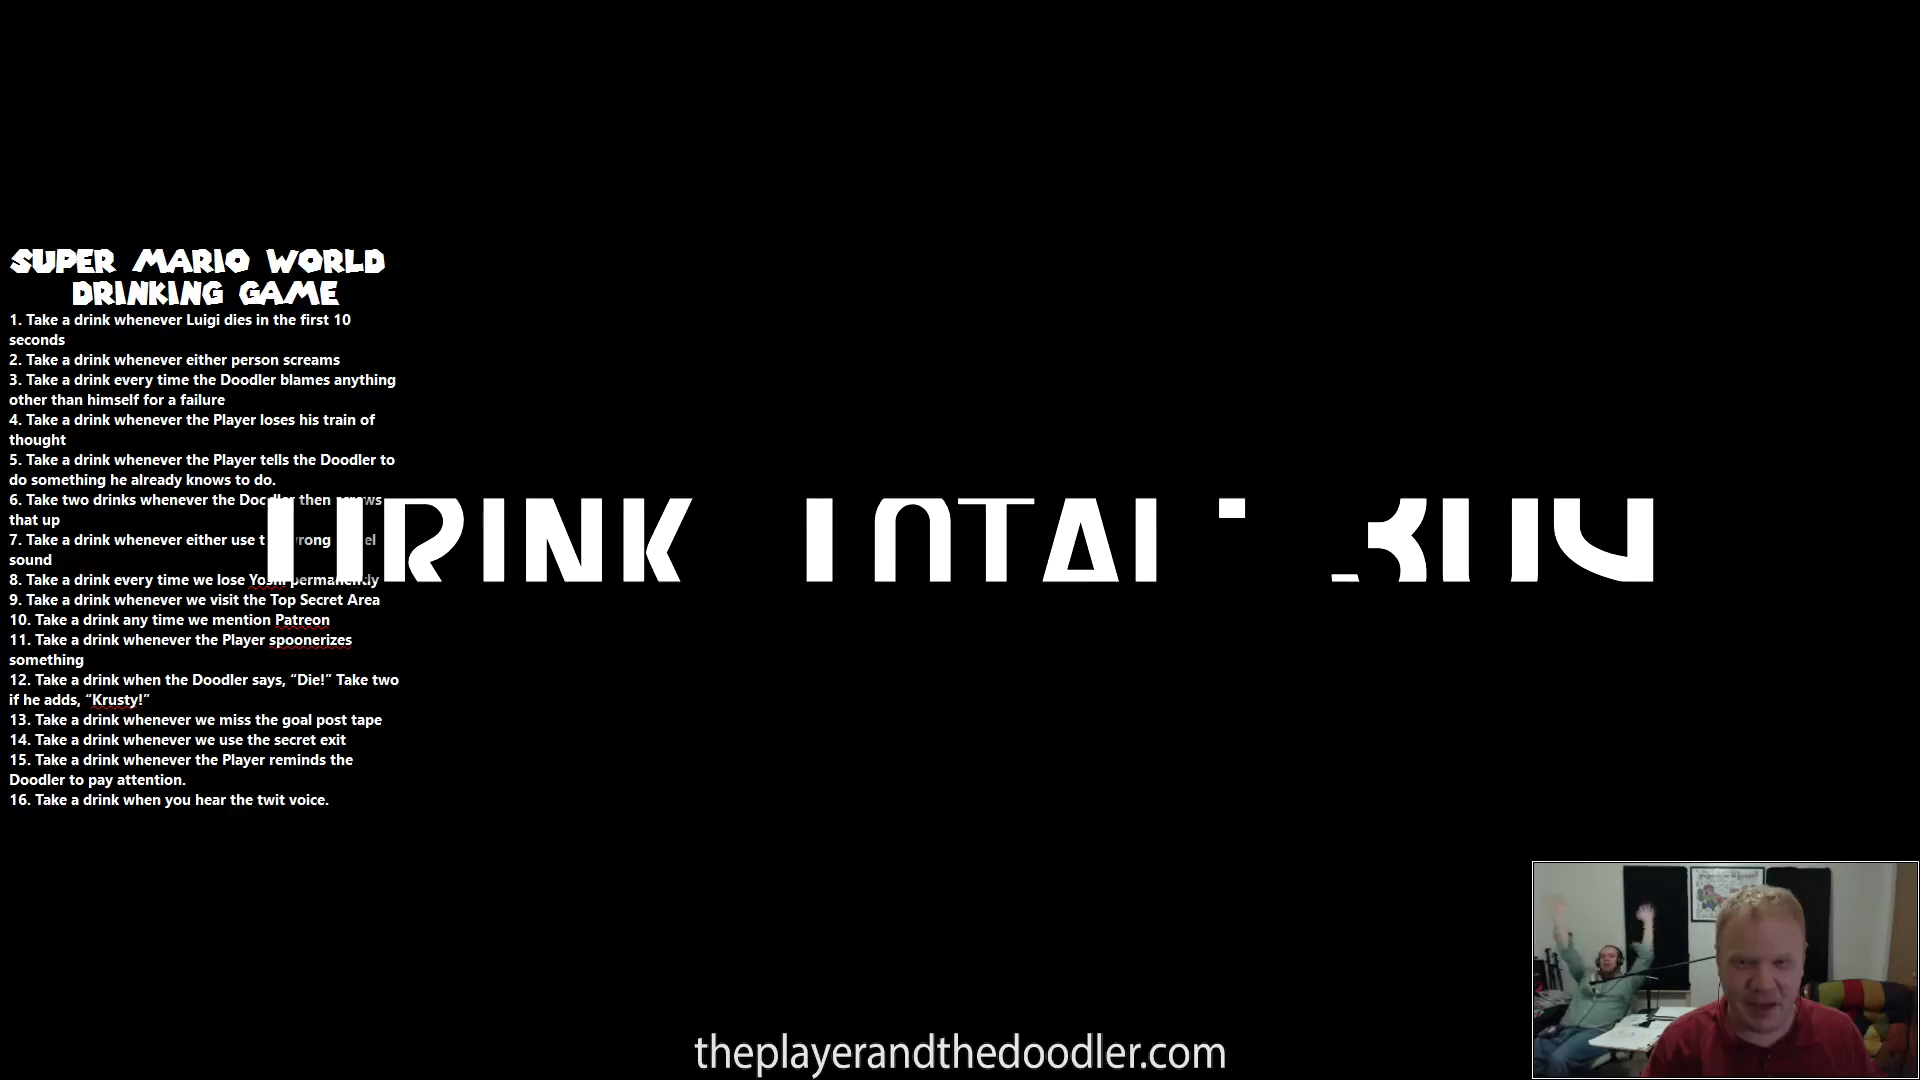 SUPER MARIO WORLD
DRINKING GAME
1. Take a drink whenever Luigi dies in the first 10
seconds
2. Take a drink whenever either person screams
3. Take a drink every time the Doodler blames anything
other than himself for a failure
4. Take a drink whenever the Player loses his train of
thought
5. Take a drink whenever the Player tells the Doodler to
do something he already knows to do.
6. Take two drinks whenever the Doodler then screws
that up
7. Take a drink whenever either use the wrong vowel
sound
8. Take a drink every time we lose Yoshi permanently
9. Take a drink whenever we visit the Top Secret Area
10. Take a drink any time we mention Patreon
11. Take a drink whenever the Player spoonerizes
something
12. Take a drink when the Doodler says, “Die!” Take two
if he adds, “Krusty!”
13. Take a drink whenever we miss the goal post tape
14. Take a drink whenever we use the secret exit
15. Take a drink whenever the Player reminds the
Doodler to pay attention.
16. Take a drink when you hear the twit voice.
DRINK TOTAL:
theplayerandthedoodler.com